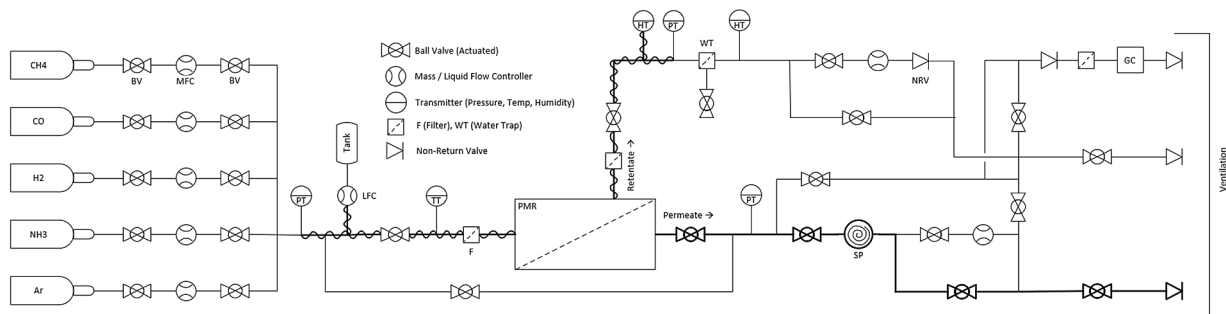 CH4
BV
MFC
BV
CO
H2
NH3
Ar
Ball Valve (Actuated)
Mass / Liquid Flow Controller
Transmitter (Pressure, Temp, Humidity)
F (Filter), WT (Water Trap)
Non-Return Valve
Tank
LFC
PT
TT
F
PMR
Retentate →
Permeate →
HT
PT
WT
HT
NRV
GC
PT
SP
Ventilation